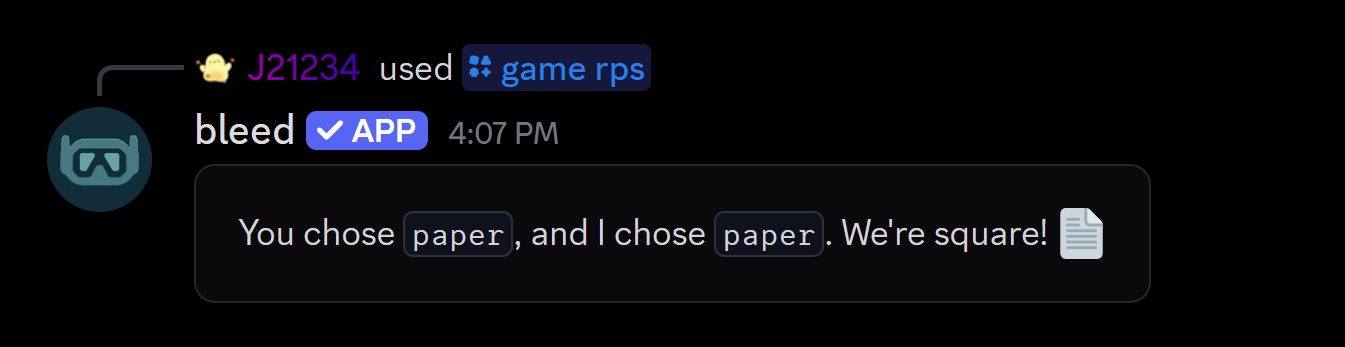 J21234 used game rps
bleed APP 4:07 PM
You chose paper, and I chose paper. We're square!